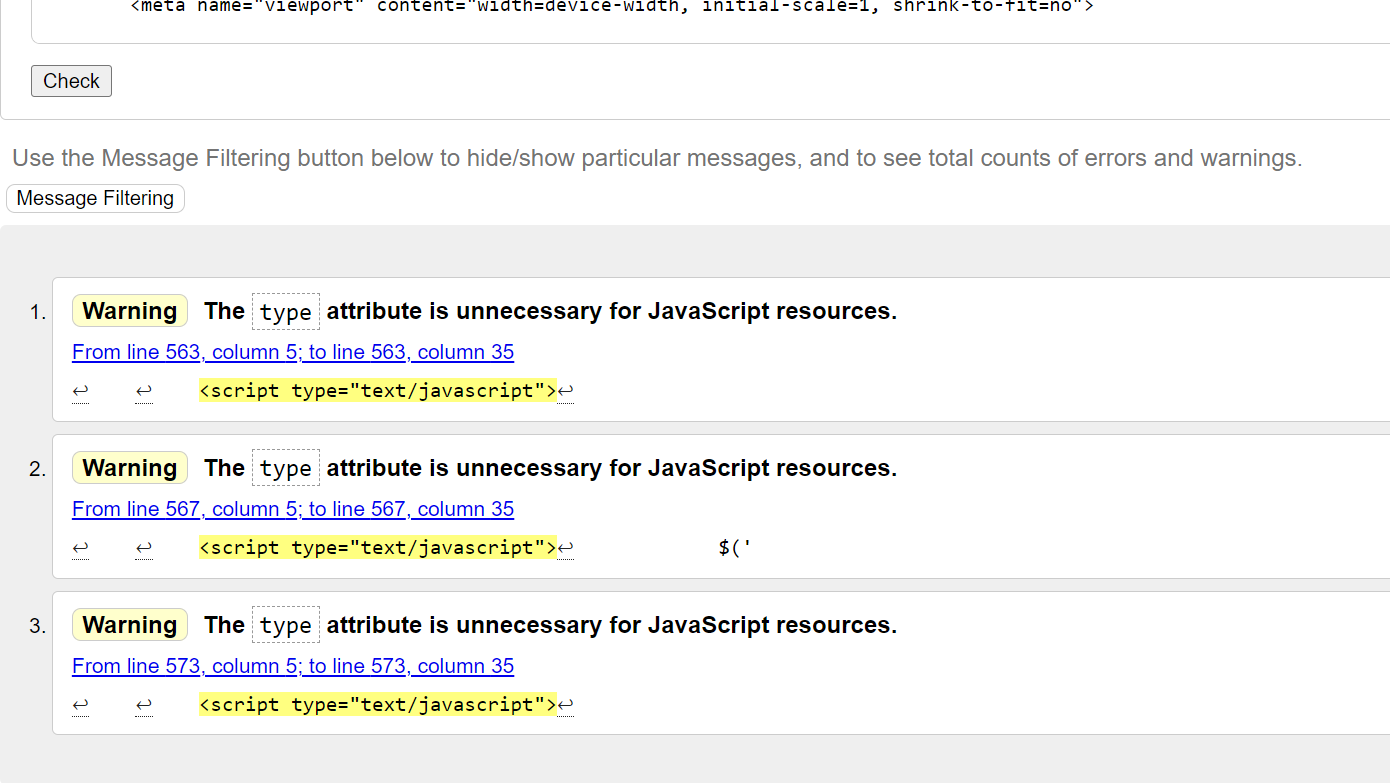 <meta name="viewport" content="width=device-width, initial-scale=1, shrink-to-fit=no">
Check
Use the Message Filtering button below to hide/show particular messages, and to see total counts of errors and warnings.
Message Filtering
1. Warning The type attribute is unnecessary for JavaScript resources.
From line 563, column 5; to line 563, column 35
↩ ↩ <script type="text/javascript">↩
2. Warning The type attribute is unnecessary for JavaScript resources.
From line 567, column 5; to line 567, column 35
↩ ↩ <script type="text/javascript">↩ $('
3. Warning The type attribute is unnecessary for JavaScript resources.
From line 573, column 5; to line 573, column 35
↩ ↩ <script type="text/javascript">↩